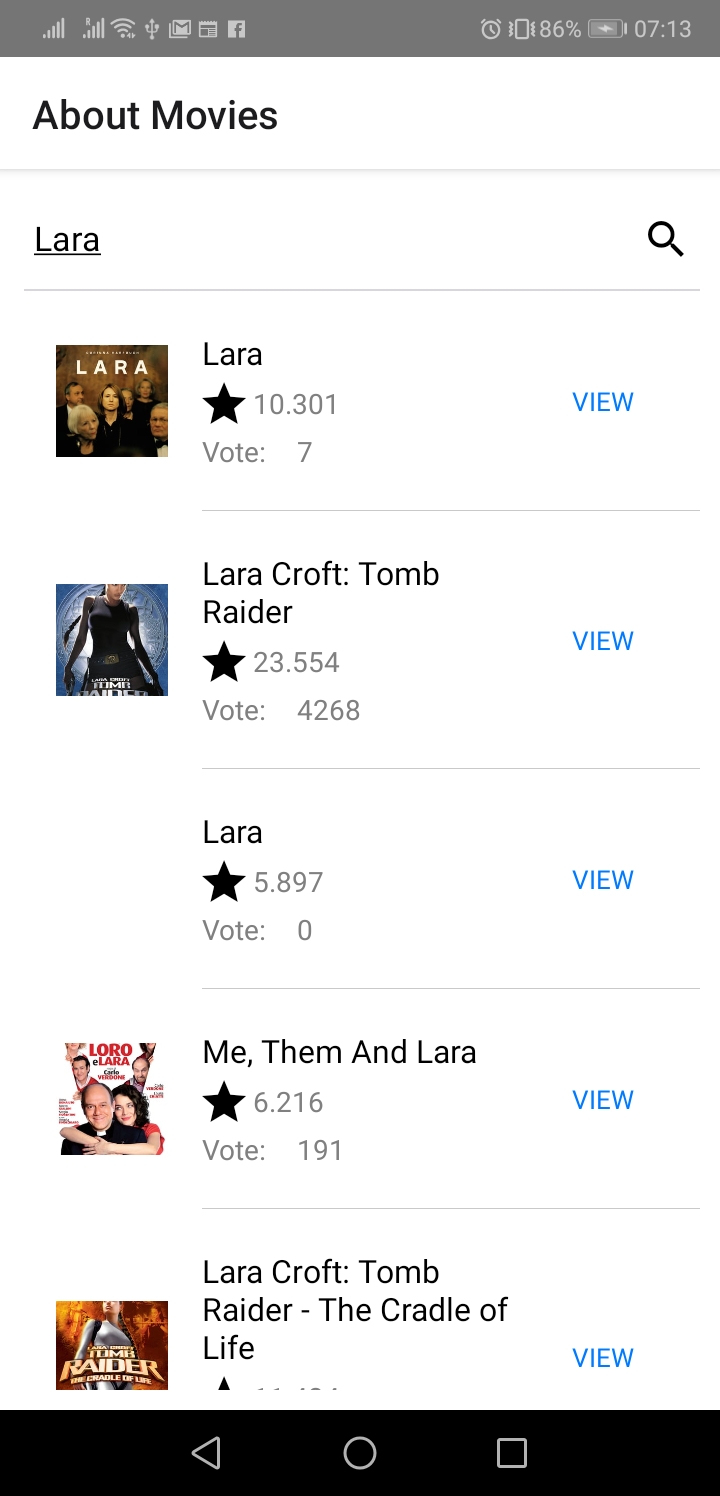 86% 07:13
About Movies
Lara
LARA
Lara
10.301
VIEW
Vote: 7
LARA CROFT
TOMB
RAIDER
Lara Croft: Tomb
Raider
23.554
VIEW
Vote: 4268
Lara
5.897
VIEW
Vote: 0
LORO
e LARA
Carlo
VERDONE
Me, Them And Lara
6.216
VIEW
Vote: 191
LARA CROFT
TOMB
RAIDER
THE CRADLE OF LIFE
Lara Croft: Tomb
Raider - The Cradle of
Life
VIEW